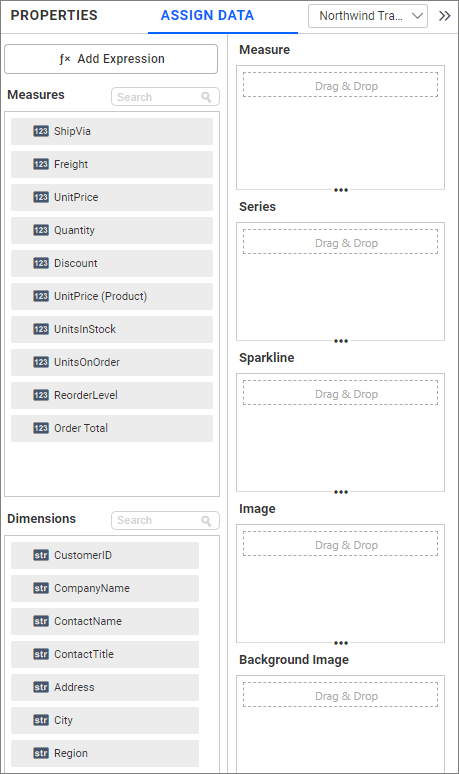 PROPERTIES
ASSIGN DATA
Northwind Tra...
ƒ× Add Expression
Measures
Search
123 ShipVia
123 Freight
123 UnitPrice
123 Quantity
123 Discount
123 UnitPrice (Product)
123 UnitsInStock
123 UnitsOnOrder
123 ReorderLevel
123 Order Total
Dimensions
Search
str CustomerID
str CompanyName
str ContactName
str ContactTitle
str Address
str City
str Region
Measure
Drag & Drop
Series
Drag & Drop
Sparkline
Drag & Drop
Image
Drag & Drop
Background Image
Drag & Drop